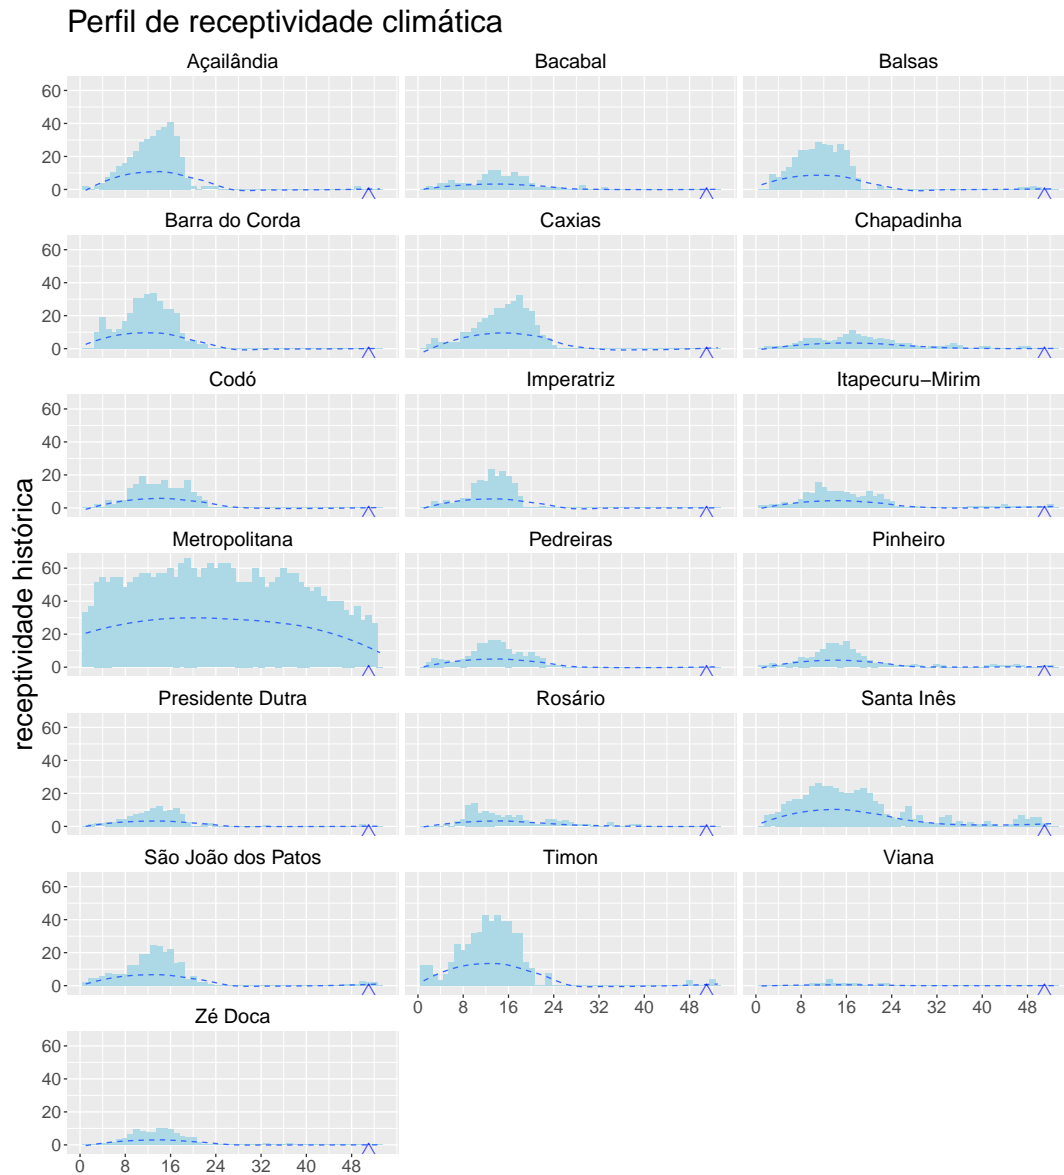 Perfil de receptividade climática
Açailândia Bacabal Balsas
60
40
20
0
Barra do Corda Caxias Chapadinha
60
40
20
0
Codó Imperatriz Itapecuru−Mirim
60
40
20
0
receptividade histórica
Metropolitana Pedreiras Pinheiro
60
40
20
0
Presidente Dutra Rosário Santa Inês
60
40
20
0
São João dos Patos Timon Viana
60
40
20
0
0 8 16 24 32 40 48 0 8 16 24 32 40 48
Zé Doca
60
40
20
0
0 8 16 24 32 40 48